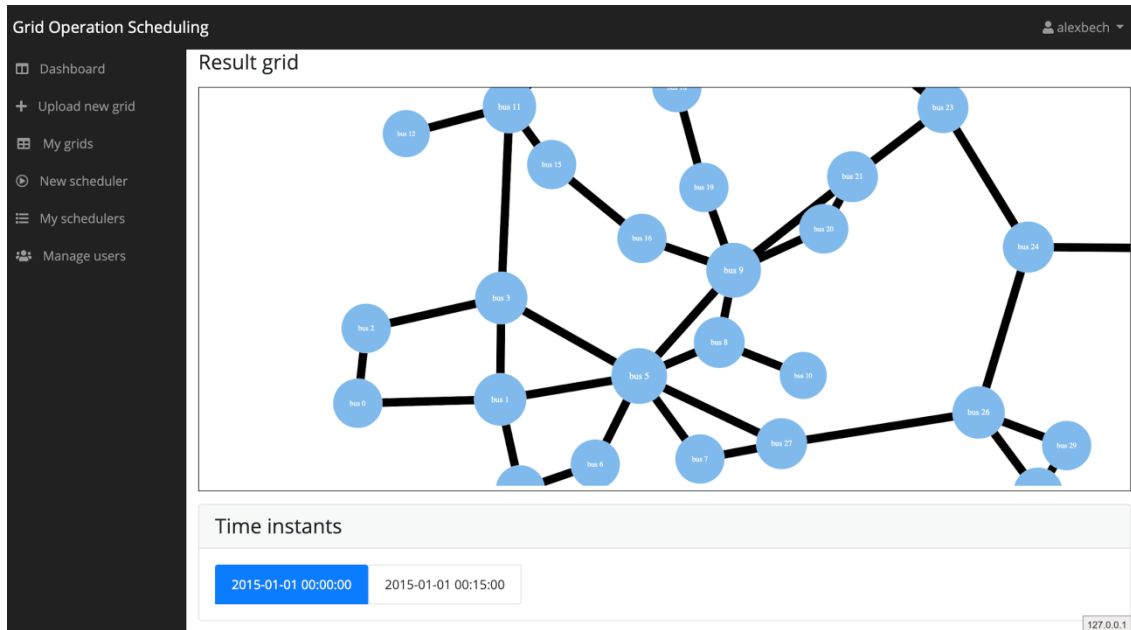 Grid Operation Scheduling
alexbech
Dashboard
Upload new grid
My grids
New scheduler
My schedulers
Manage users
Result grid
bus 11
bus 23
bus 12
bus 15
bus 21
bus 19
bus 20
bus 16
bus 24
bus 9
bus 3
bus 2
bus 8
bus 5
bus 10
bus 0
bus 1
bus 26
bus 27
bus 29
bus 7
bus 6
Time instants
2015-01-01 00:00:00 2015-01-01 00:15:00
127.0.0.1